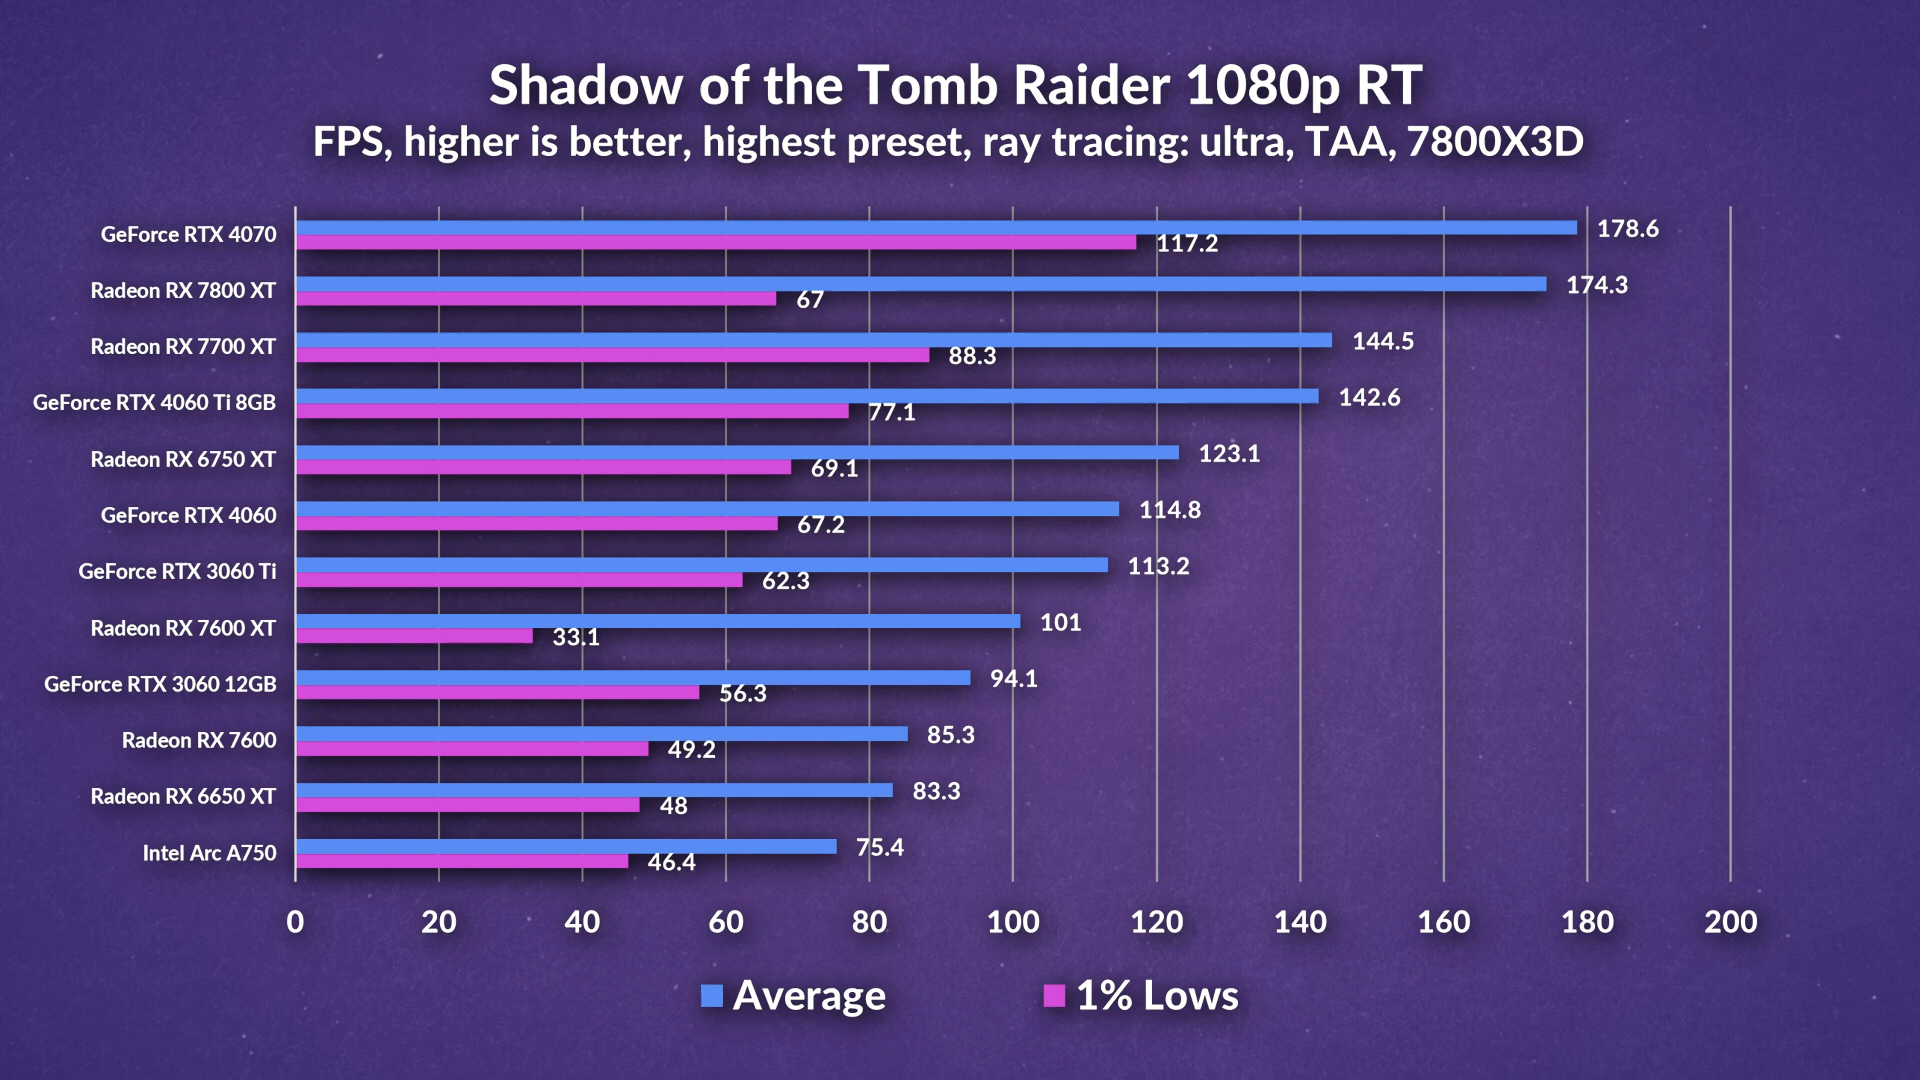 Shadow of the Tomb Raider 1080p RT
FPS, higher is better, highest preset, ray tracing: ultra, TAA, 7800X3D
GeForce RTX 4070
178.6
117.2
Radeon RX 7800 XT
174.3
67
Radeon RX 7700 XT
144.5
88.3
GeForce RTX 4060 Ti 8GB
142.6
77.1
Radeon RX 6750 XT
123.1
69.1
GeForce RTX 4060
114.8
67.2
GeForce RTX 3060 Ti
113.2
62.3
Radeon RX 7600 XT
101
33.1
GeForce RTX 3060 12GB
94.1
56.3
Radeon RX 7600
85.3
49.2
Radeon RX 6650 XT
83.3
48
Intel Arc A750
75.4
46.4
0 20 40 60 80 100 120 140 160 180 200
Average 1% Lows